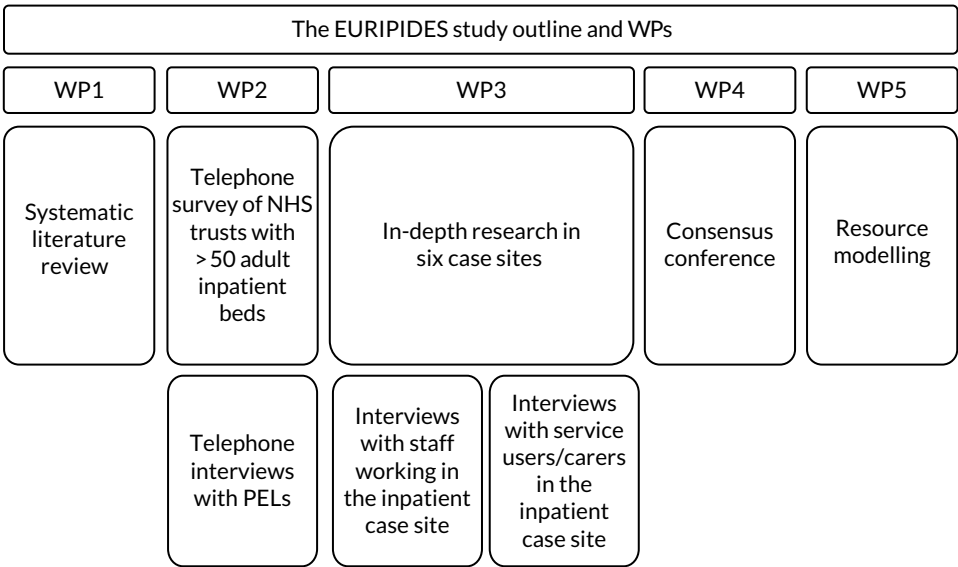 The EURIPIDES study outline and WPs
WP1
WP2
WP3
WP4
WP5
Systematic
literature
review
Telephone
survey of NHS
trusts with
>50 adult
inpatient
beds
In-depth research in
six case sites
Consensus
conference
Resource
modelling
Telephone
interviews
with PELs
Interviews
with staff
working in
the inpatient
case site
Interviews
with service
users/carers
in the
inpatient
case site